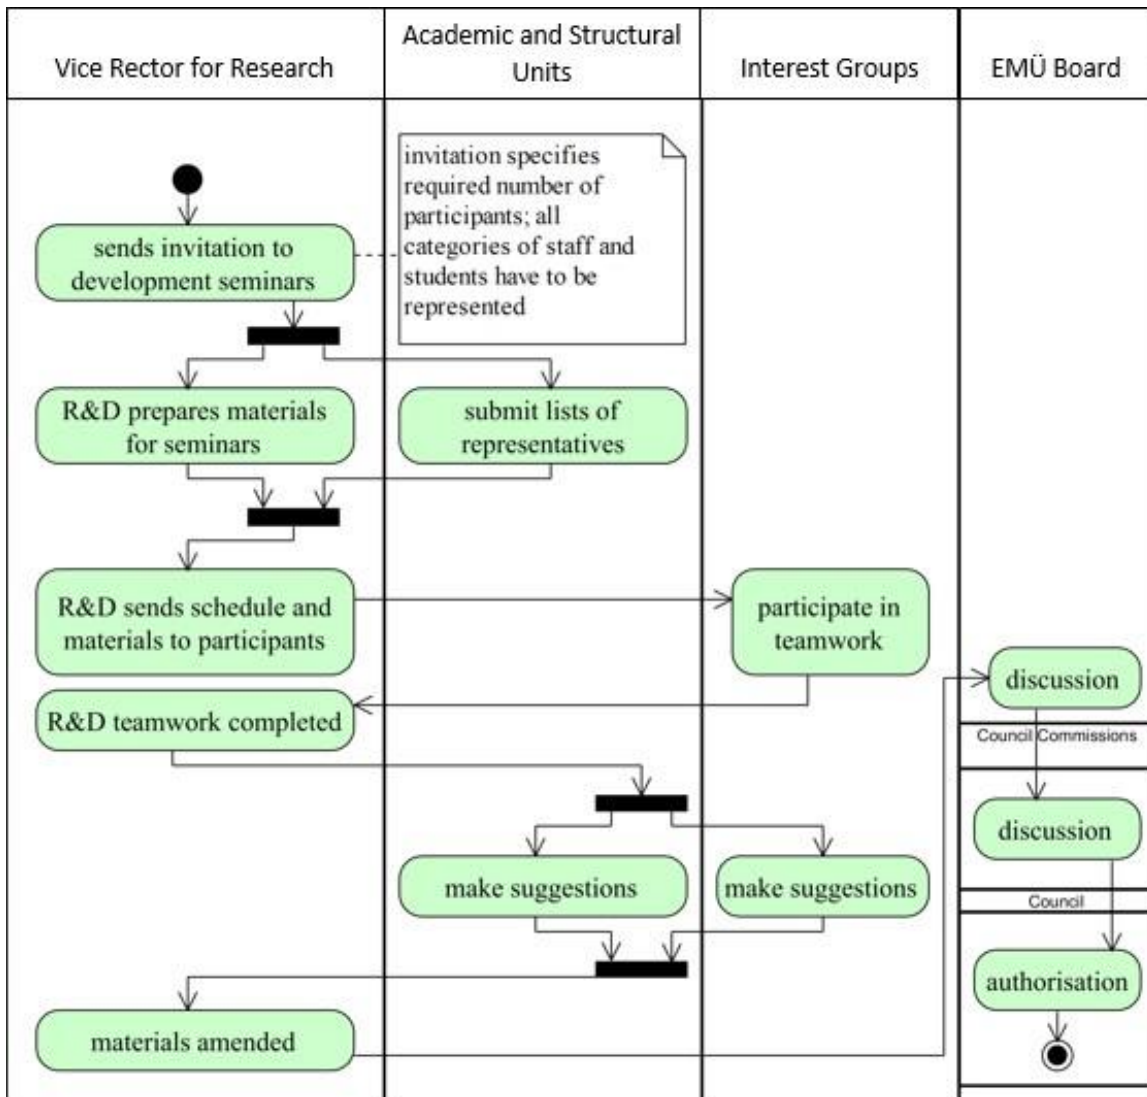 Vice Rector for Research
Academic and Structural
Units
Interest Groups
EMÜ Board
invitation specifies
required number of
participants; all
categories of staff and
students have to be
represented
sends invitation to
development seminars
R&D prepares materials
for seminars
submit lists of
representatives
R&D sends schedule and
materials to participants
participate in
teamwork
discussion
R&D teamwork completed
Council Commissions
discussion
make suggestions
make suggestions
Council
authorisation
materials amended